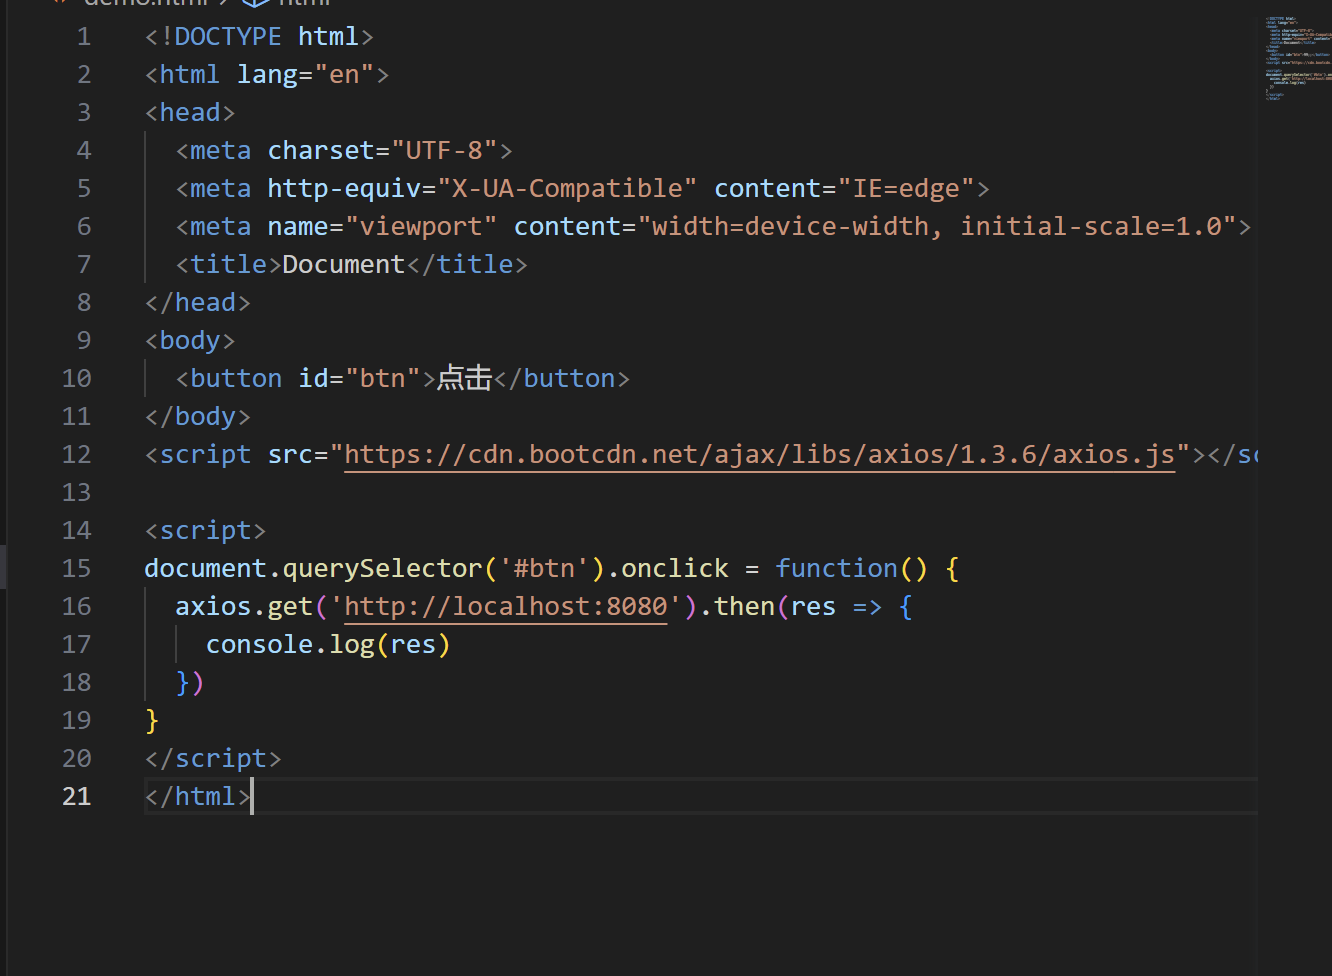 demo.html > html
1 <!DOCTYPE html>
2 <html lang="en">
3 <head>
4   <meta charset="UTF-8">
5   <meta http-equiv="X-UA-Compatible" content="IE=edge">
6   <meta name="viewport" content="width=device-width, initial-scale=1.0">
7   <title>Document</title>
8 </head>
9 <body>
10   <button id="btn">点击</button>
11 </body>
12 <script src="https://cdn.bootcdn.net/ajax/libs/axios/1.3.6/axios.js"></sc
13
14 <script>
15 document.querySelector('#btn').onclick = function() {
16   axios.get('http://localhost:8080').then(res => {
17     console.log(res)
18   })
19 }
20 </script>
21 </html>